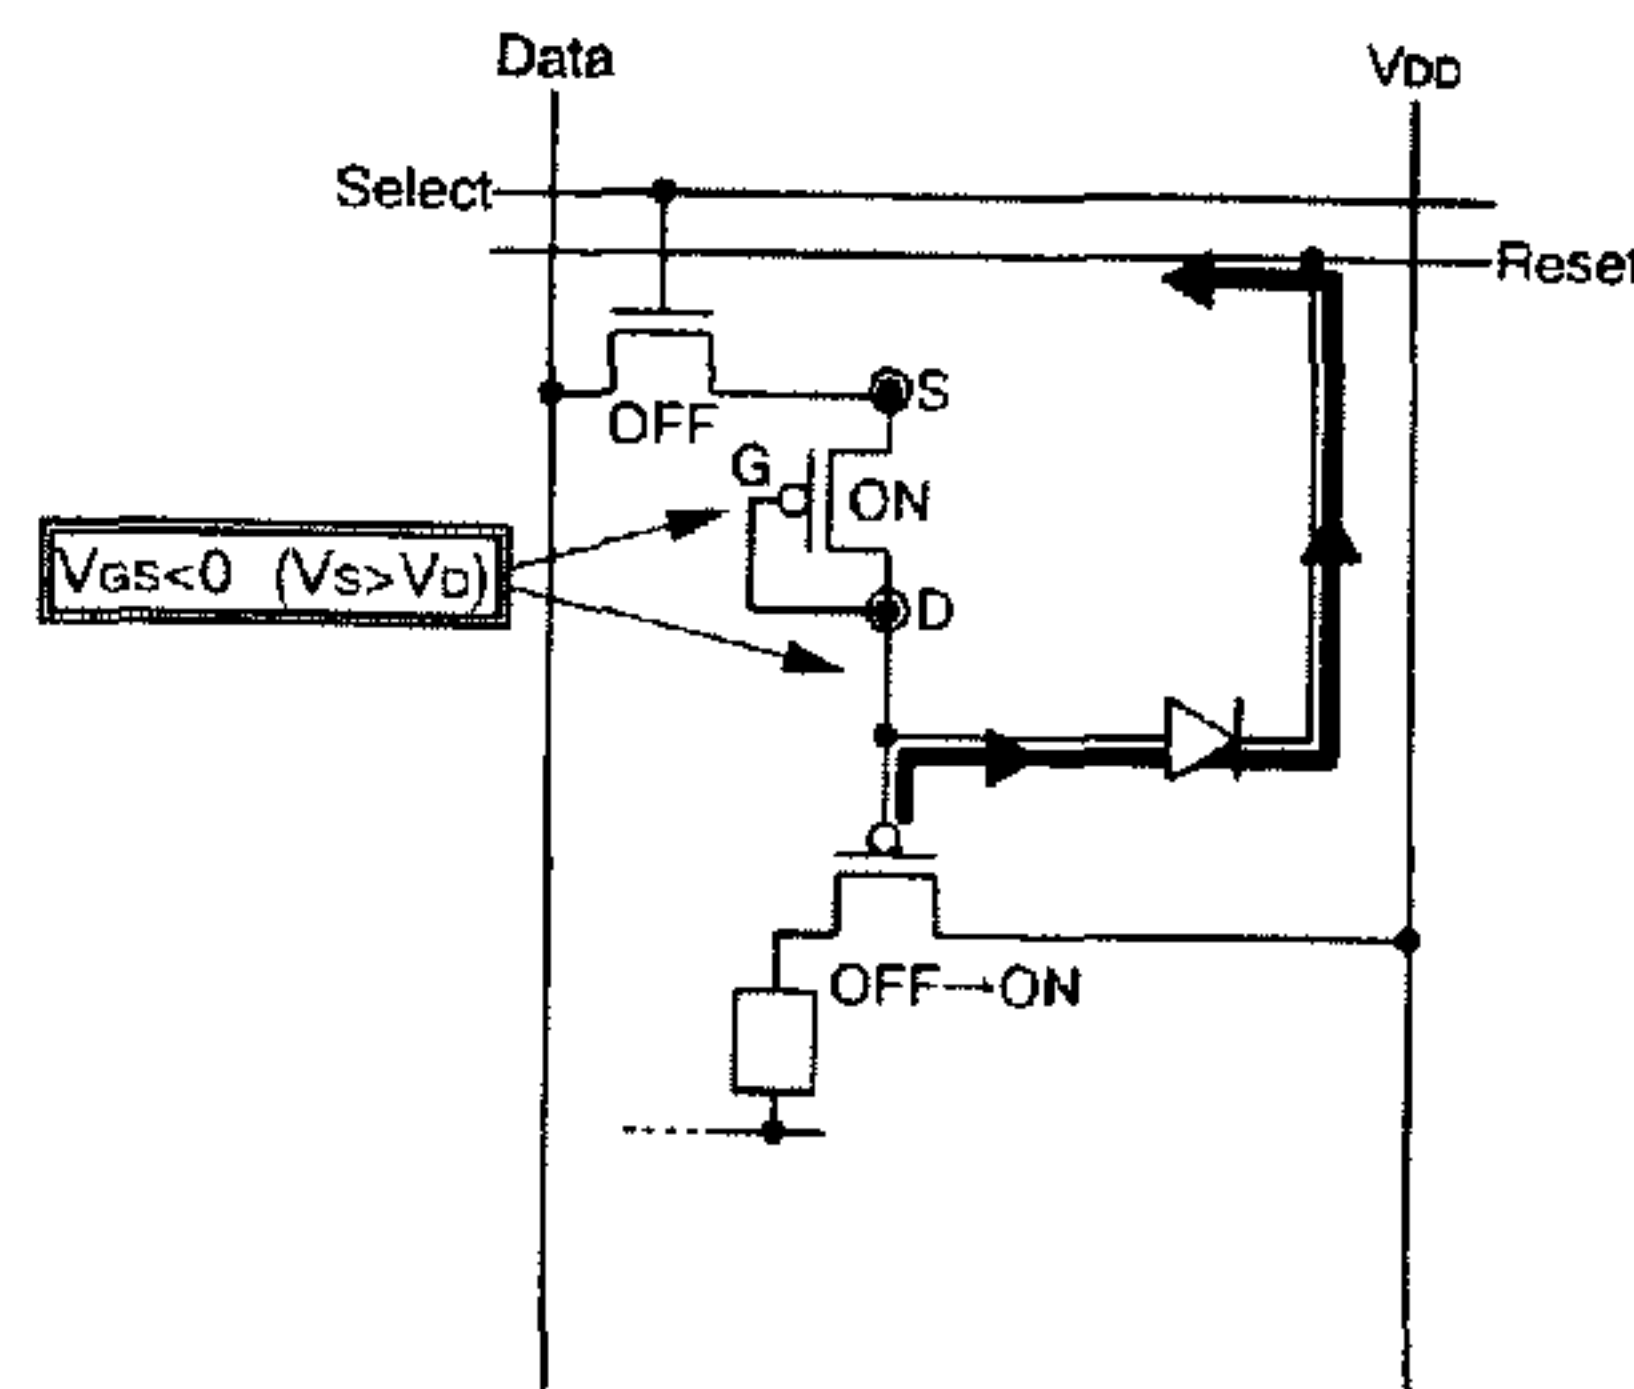 Data
VDD
Select
Reset
S
OFF
G
ON
VGS<0 (VS>VD)
D
OFF→ON